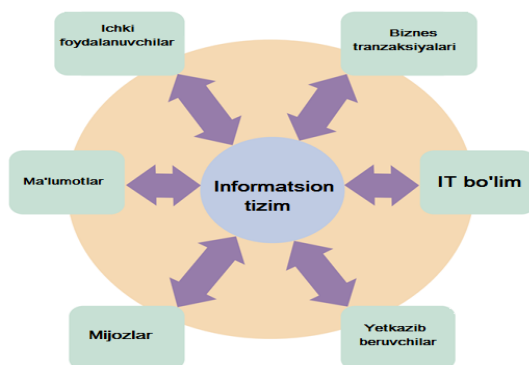 Ichki
foydalanuvchilar
Biznes
tranzaksiyalari
Ma'lumotlar
Informatsion
tizim
IT bo'lim
Mijozlar
Yetkazib
beruvchilar